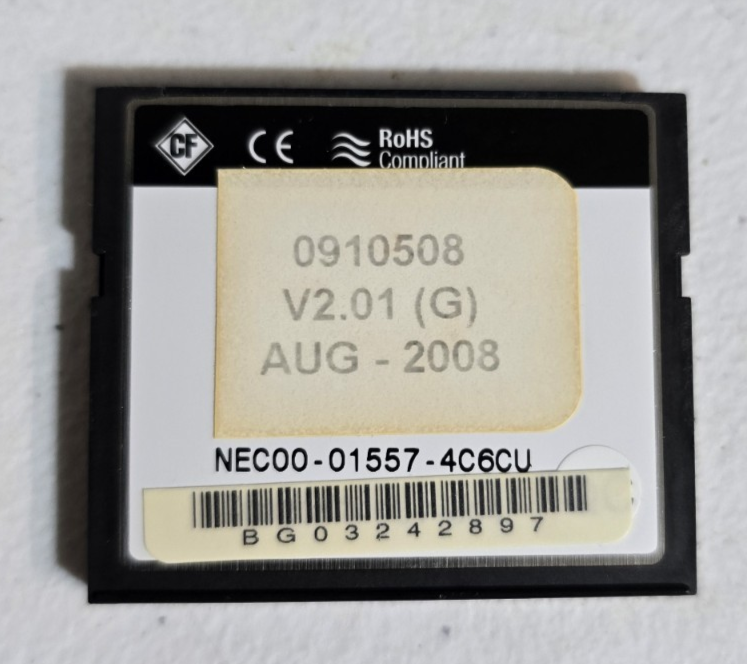 CF CE RoHS
Compliant
0910508
V2.01 (G)
AUG - 2008
NEC00-01557-4C6CU
BG03242897